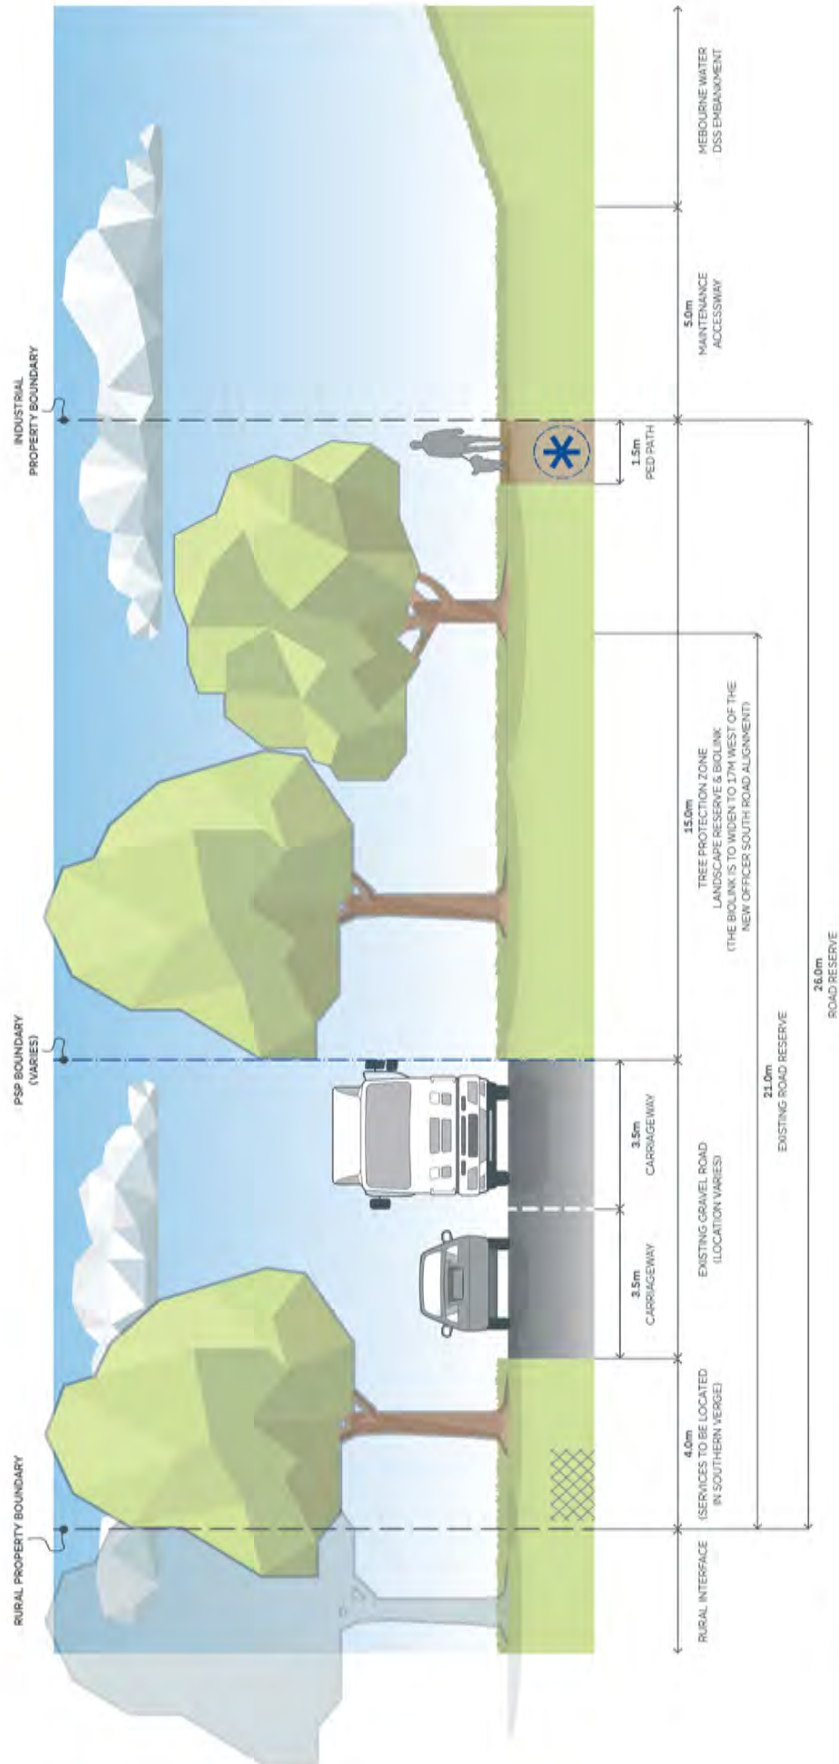 RURAL PROPERTY BOUNDARY
PSP BOUNDARY
(VARIES)
INDUSTRIAL
PROPERTY BOUNDARY
3.5m
CARRIAGEWAY
3.5m
CARRIAGEWAY
1.5m
PED PATH
RURAL INTERFACE
4.0m
(SERVICES TO BE LOCATED
IN SOUTHERN VERGE)
EXISTING GRAVEL ROAD
(LOCATION VARIES)
15.0m
TREE PROTECTION ZONE
LANDSCAPE RESERVE & BIOLINK
(THE BIOLINK IS TO WIDEN TO 17M WEST OF THE
NEW OFFICER SOUTH ROAD ALIGNMENT)
5.0m
MAINTENANCE
ACCESSWAY
MEBOURNE WATER
DSS EMBANKMENT
21.0m
EXISTING ROAD RESERVE
26.0m
ROAD RESERVE